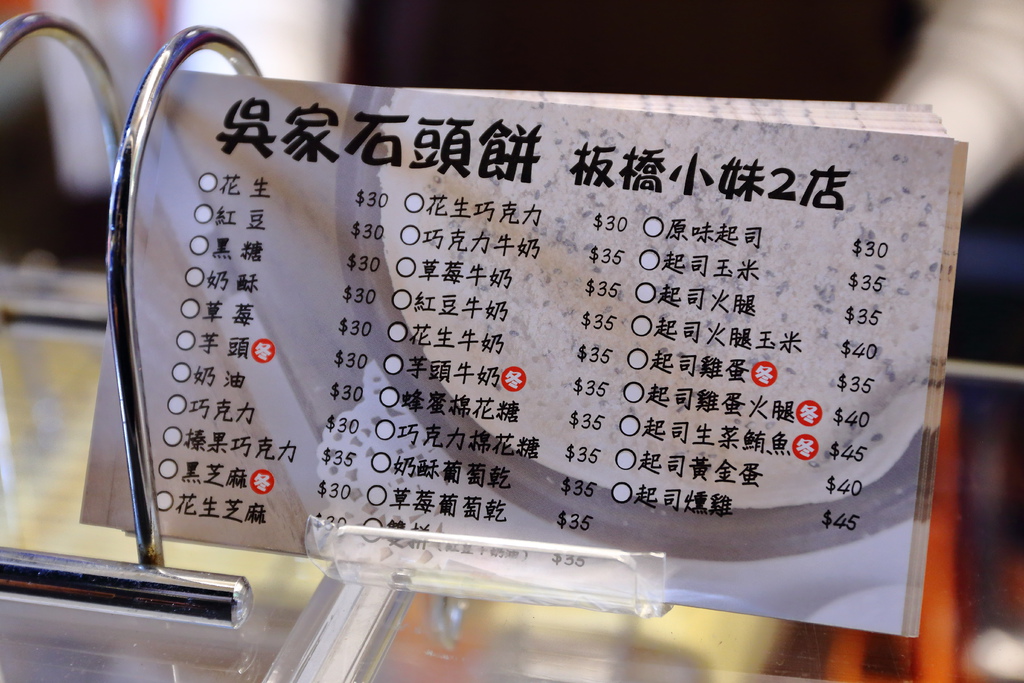 吳家石頭餅 板橋小妹2店
花生 $30
紅豆 $30
黑糖 $30
奶酥 $30
草莓 $30
芋頭 冬 $30
奶油 $30
巧克力 $30
榛果巧克力 $35
黑芝麻 冬 $30
花生芝麻 $30
花生巧克力 $30
巧克力牛奶 $35
草莓牛奶 $35
紅豆牛奶 $35
花生牛奶 $35
芋頭牛奶 冬 $35
蜂蜜棉花糖 $35
巧克力棉花糖 $35
奶酥葡萄乾 $35
草莓葡萄乾 $35
雙拼 $35
原味起司 $30
起司玉米 $35
起司火腿 $35
起司火腿玉米 $40
起司雞蛋 冬 $35
起司雞蛋火腿 冬 $40
起司生菜鮪魚 冬 $45
起司黃金蛋 $40
起司燻雞 $45